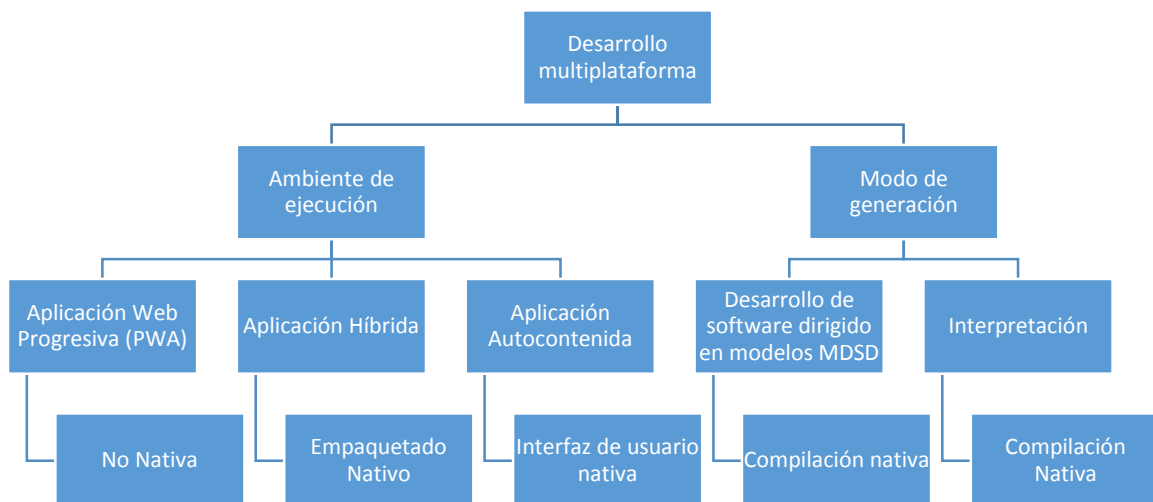 Desarrollo
multiplataforma
Ambiente de
ejecución
Modo de
generación
Aplicación Web
Progresiva (PWA)
Aplicación Híbrida
Aplicación
Autocontenida
Desarrollo de
software dirigido
en modelos MDSD
Interpretación
No Nativa
Empaquetado
Nativo
Interfaz de usuario
nativa
Compilación nativa
Compilación
Nativa